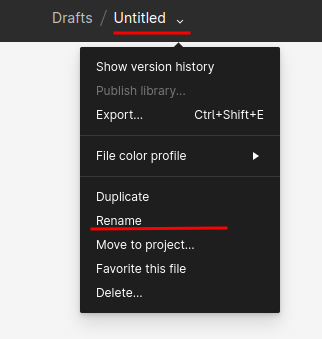 Drafts / Untitled
Show version history
Publish library...
Export... Ctrl+Shift+E
File color profile
Duplicate
Rename
Move to project...
Favorite this file
Delete...